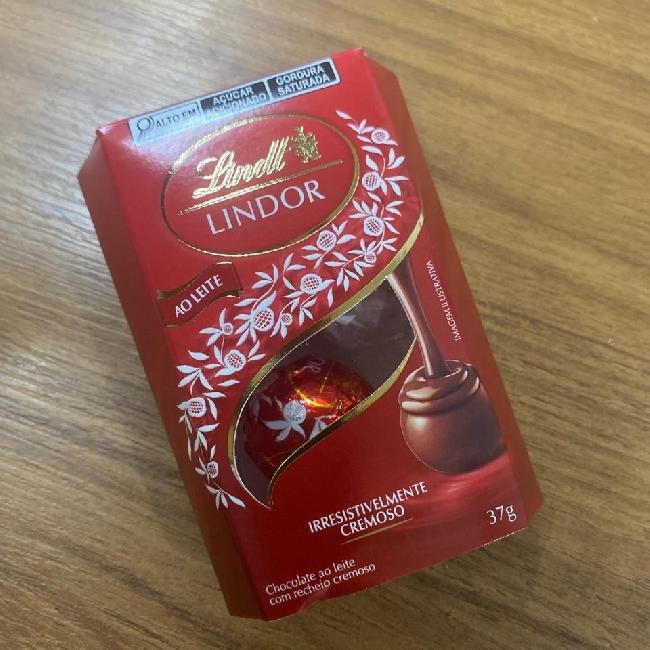 ALTO EM
AÇÚCAR
ADICIONADO
GORDURA
SATURADA
Lindt
LINDOR
AO LEITE
IMAGEM ILUSTRATIVA
IRRESISTIVELMENTE
CREMOSO
37g
Chocolate ao leite
com recheio cremoso